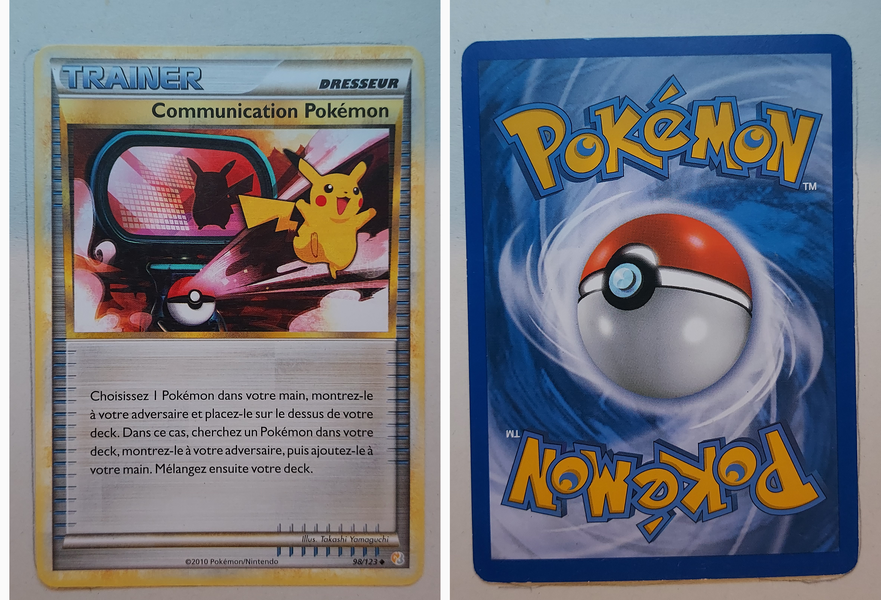 TRAINER
DRESSEUR
Communication Pokémon
Choisissez 1 Pokémon dans votre main, montrez-le
à votre adversaire et placez-le sur le dessus de votre
deck. Dans ce cas, cherchez un Pokémon dans votre
deck, montrez-le à votre adversaire, puis ajoutez-le à
votre main. Mélangez ensuite votre deck.
Illus. Takashi Yamaguchi
©2010 Pokémon/Nintendo
98/123
POKéMON
TM
POKéMON
TM